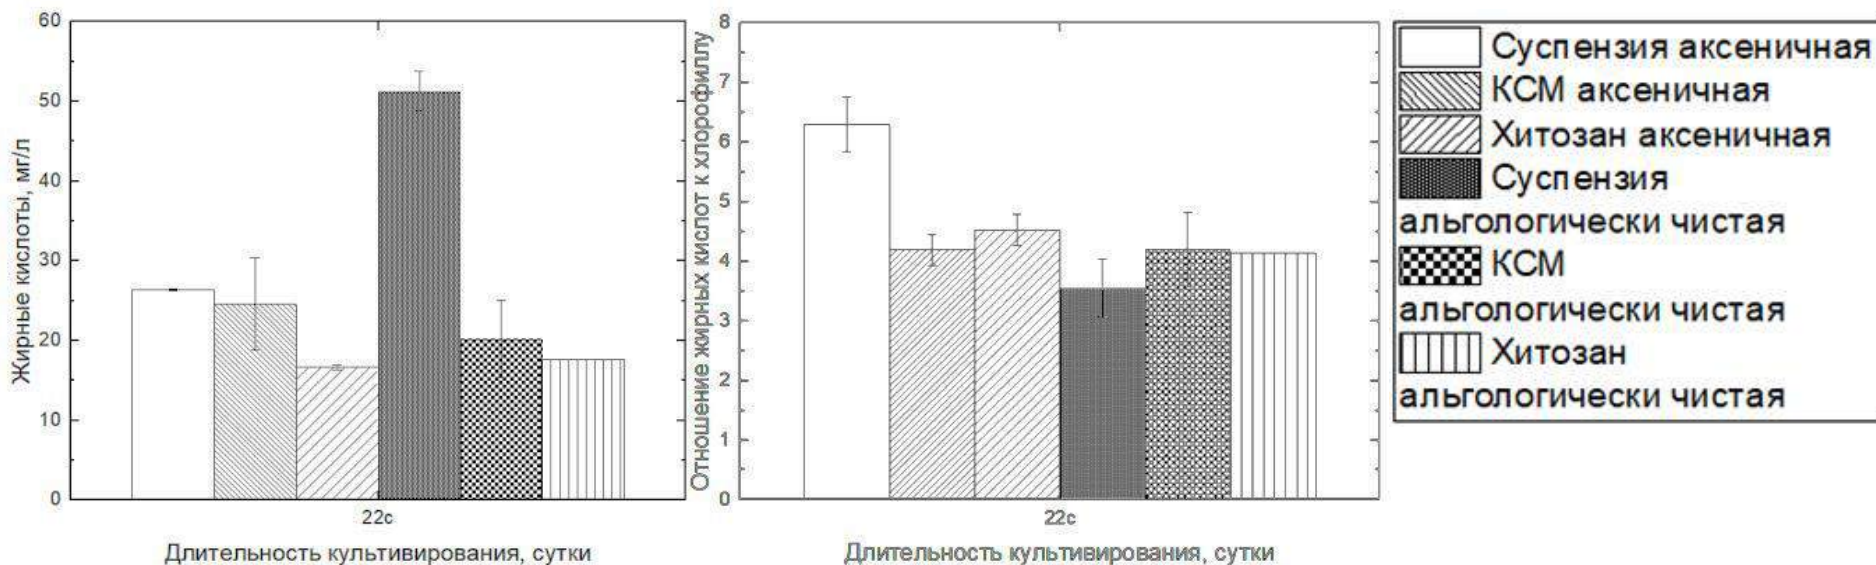 60
50
40
30
20
10
0
Жирные кислоты, мг/л
22с
Длительность культивирования, сутки
8
7
6
5
4
3
2
1
0
Отношение жирных кислот к хлорофиллу
22с
Длительность культивирования, сутки
Суспензия аксеничная
КСМ аксеничная
Хитозан аксеничная
Суспензия
альгологически чистая
КСМ
альгологически чистая
Хитозан
альгологически чистая